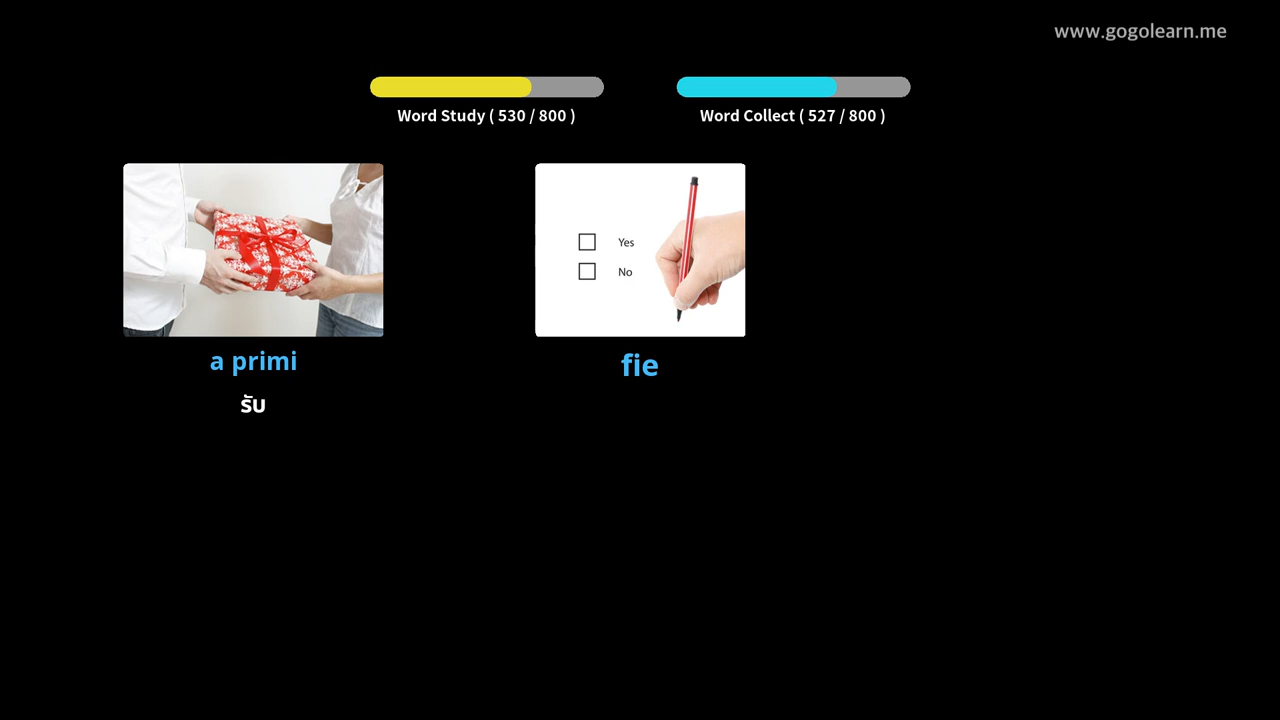 www.gogolearn.me
Word Study ( 530 / 800 )
Word Collect ( 527 / 800 )
Yes
No
a primi
fie
รับ